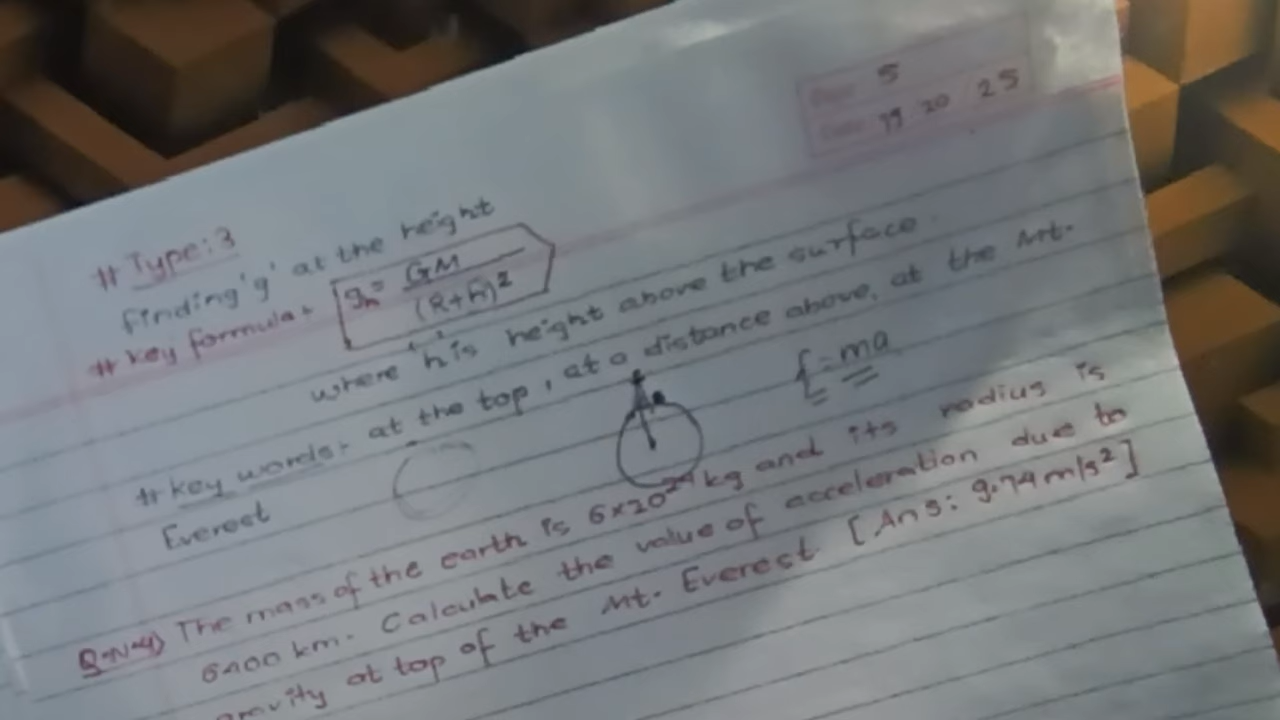 5
19 20 25
# Type:3
finding 'g' at the height
# Key formula:- gh = GM/(R+h)²
where 'h' is height above the surface.
# Key words:- at the top, at a distance above, at the Mt.
Everest
f = ma
Q.N.4) The mass of the earth is 6×10²⁴ kg and its radius is
6400 km. Calculate the value of acceleration due to
gravity at top of the Mt. Everest [Ans: 9.74 m/s²]